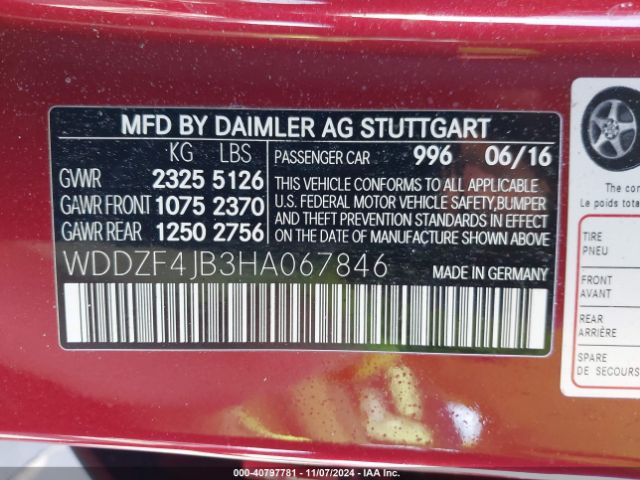 MFD BY DAIMLER AG STUTTGART
KG LBS
GVWR 2325 5126
GAWR FRONT 1075 2370
GAWR REAR 1250 2756
PASSENGER CAR 996 06/16
THIS VEHICLE CONFORMS TO ALL APPLICABLE
U.S. FEDERAL MOTOR VEHICLE SAFETY,BUMPER
AND THEFT PREVENTION STANDARDS IN EFFECT
ON DATE OF MANUFACTURE SHOWN ABOVE.
WDDZF4JB3HA067846
MADE IN GERMANY
The con
Le poids tota
TIRE
PNEU
FRONT
AVANT
REAR
ARRIÈRE
SPARE
DE SECOURS
000-40797781 - 11/07/2024 - IAA Inc.